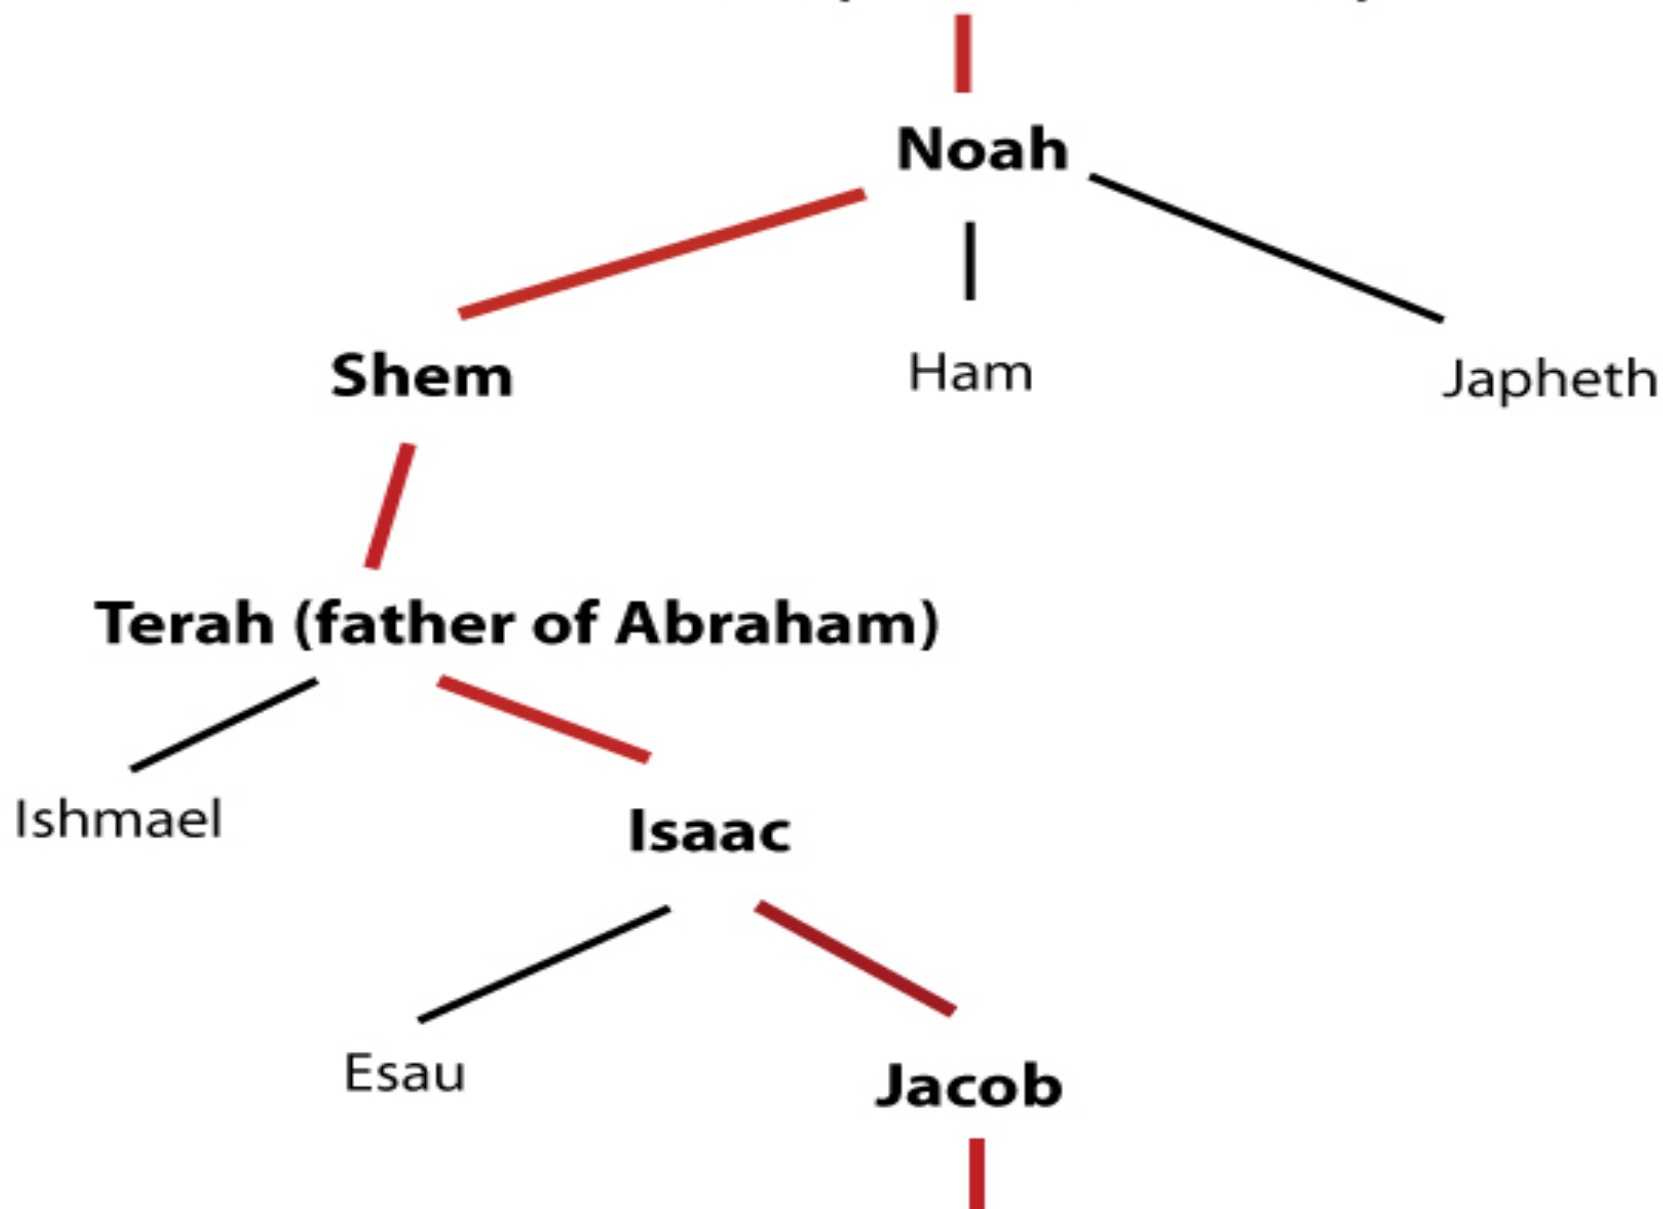 Noah
Shem
Ham
Japheth
Terah (father of Abraham)
Ishmael
Isaac
Esau
Jacob